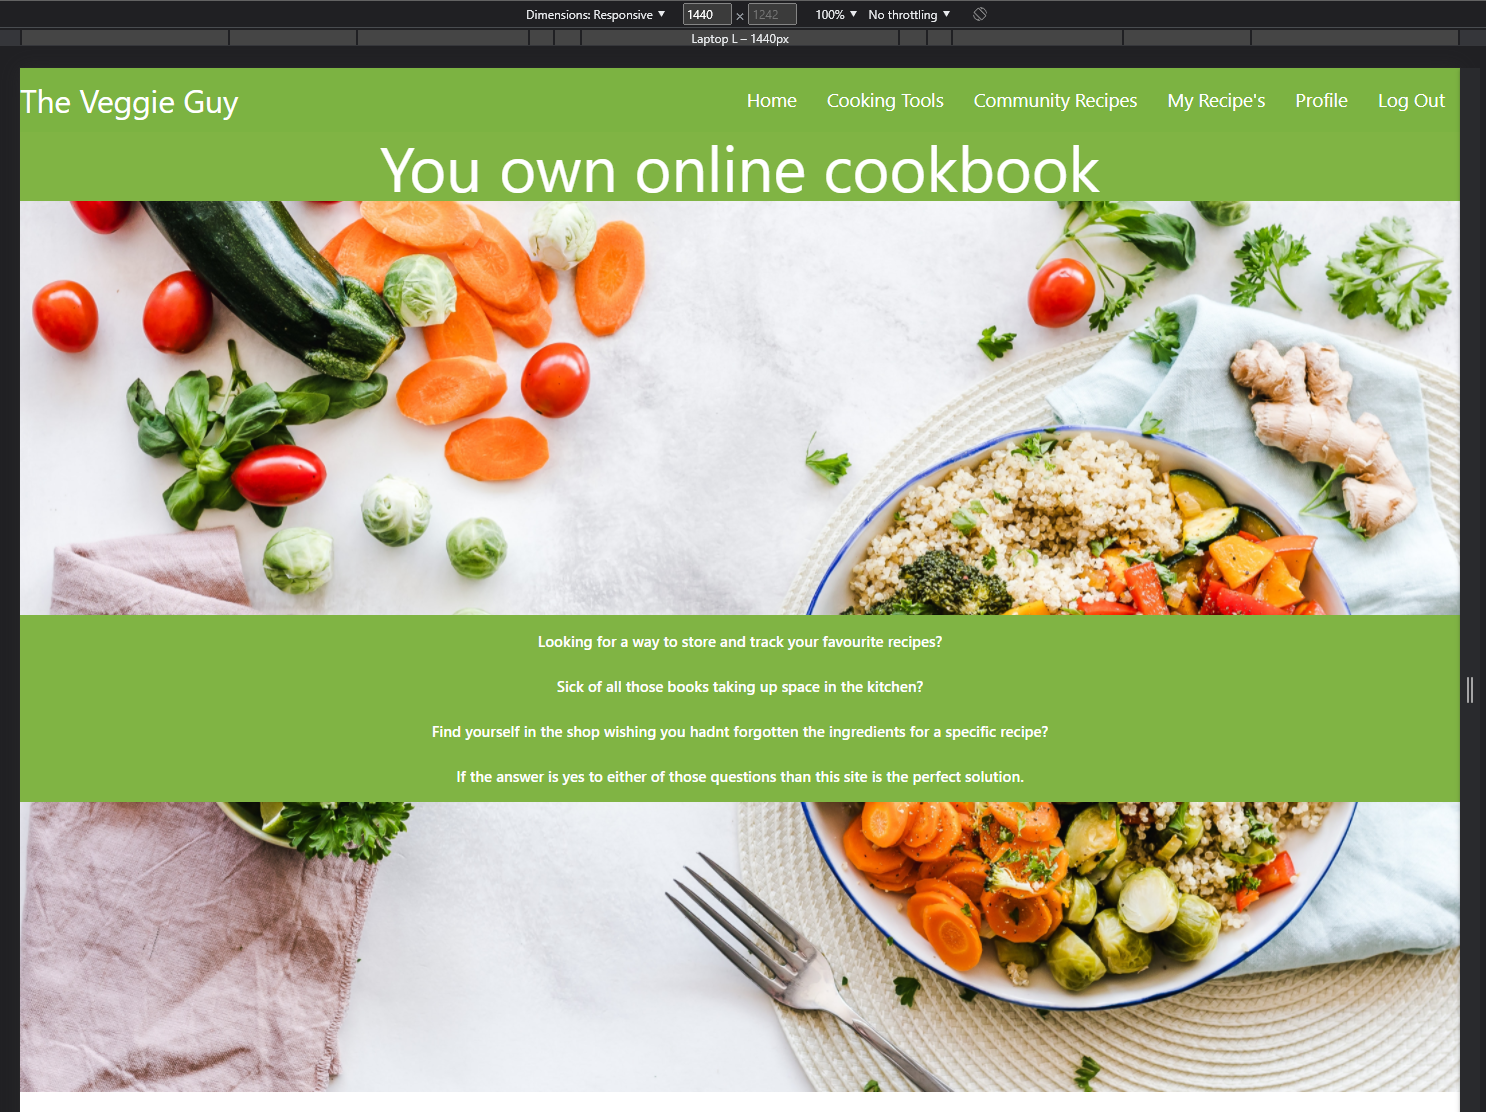 Dimensions: Responsive ▼ 1440 × 1242 100% ▼ No throttling ▼
Laptop L – 1440px
The Veggie Guy Home Cooking Tools Community Recipes My Recipe's Profile Log Out
You own online cookbook
Looking for a way to store and track your favourite recipes?
Sick of all those books taking up space in the kitchen?
Find yourself in the shop wishing you hadnt forgotten the ingredients for a specific recipe?
If the answer is yes to either of those questions than this site is the perfect solution.